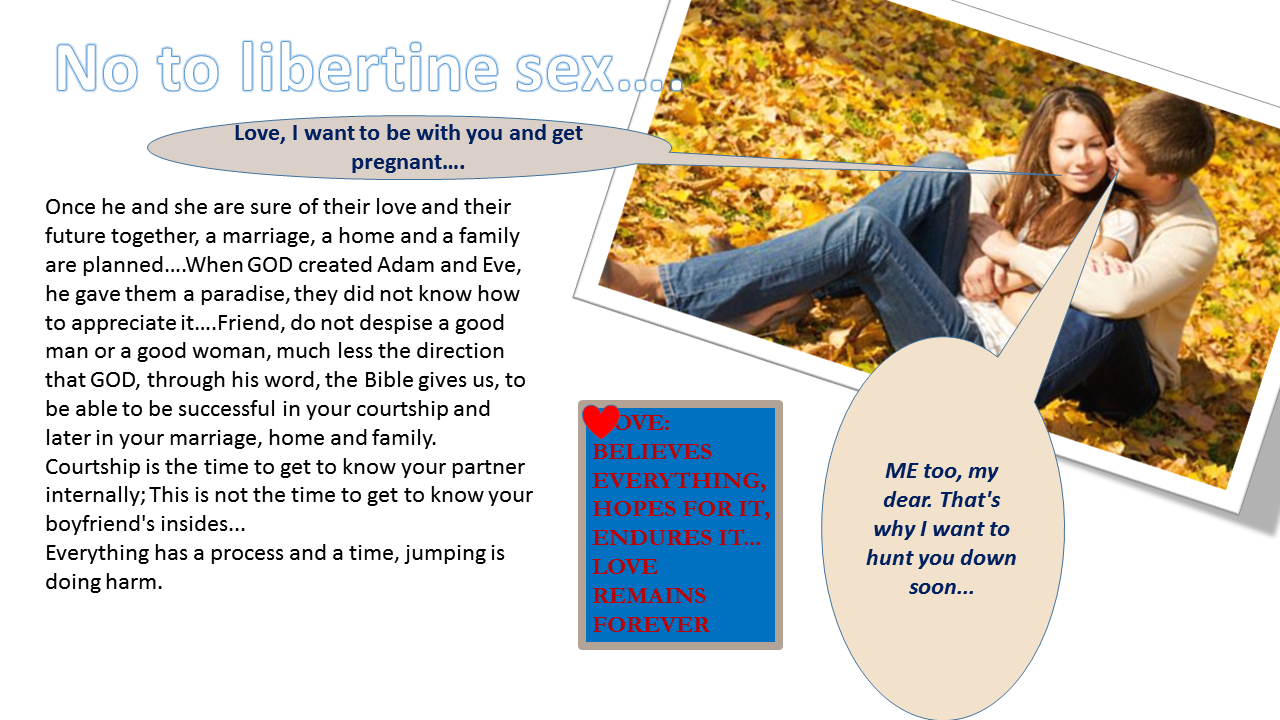 No to libertine sex....
Love, I want to be with you and get
pregnant....
Once he and she are sure of their love and their
future together, a marriage, a home and a family
are planned....When GOD created Adam and Eve,
he gave them a paradise, they did not know how
to appreciate it....Friend, do not despise a good
man or a good woman, much less the direction
that GOD, through his word, the Bible gives us, to
be able to be successful in your courtship and
later in your marriage, home and family.
Courtship is the time to get to know your partner
internally; This is not the time to get to know your
boyfriend's insides...
Everything has a process and a time, jumping is
doing harm.
OVE:
BELIEVES
EVERYTHING,
HOPES FOR IT,
ENDURES IT...
LOVE
REMAINS
FOREVER
ME too, my
dear. That's
why I want to
hunt you down
soon...